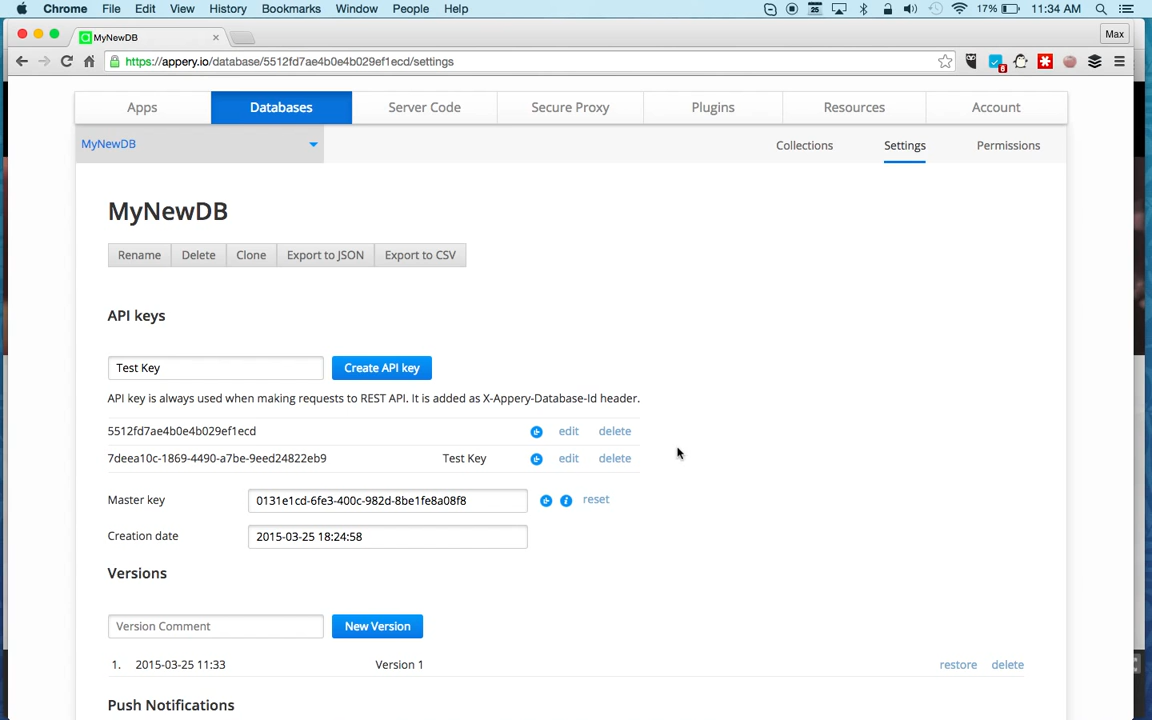 Chrome File Edit View History Bookmarks Window People Help 25 17% 11:34 AM
MyNewDB Max
https://appery.io/database/5512fd7ae4b0e4b029ef1ecd/settings
Apps Databases Server Code Secure Proxy Plugins Resources Account
MyNewDB Collections Settings Permissions
MyNewDB
Rename Delete Clone Export to JSON Export to CSV
API keys
Test Key Create API key
API key is always used when making requests to REST API. It is added as X-Appery-Database-Id header.
5512fd7ae4b0e4b029ef1ecd edit delete
7deea10c-1869-4490-a7be-9eed24822eb9 Test Key edit delete
Master key 0131e1cd-6fe3-400c-982d-8be1fe8a08f8 reset
Creation date 2015-03-25 18:24:58
Versions
Version Comment New Version
1. 2015-03-25 11:33 Version 1 restore delete
Push Notifications